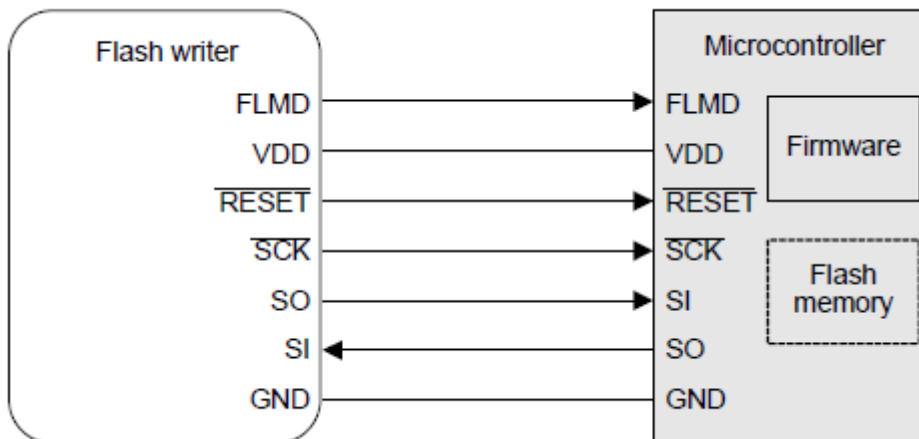 Flash writer
FLMD
VDD
RESET
SCK
SO
SI
GND
Microcontroller
FLMD
VDD
RESET
SCK
SI
SO
GND
Firmware
Flash
memory